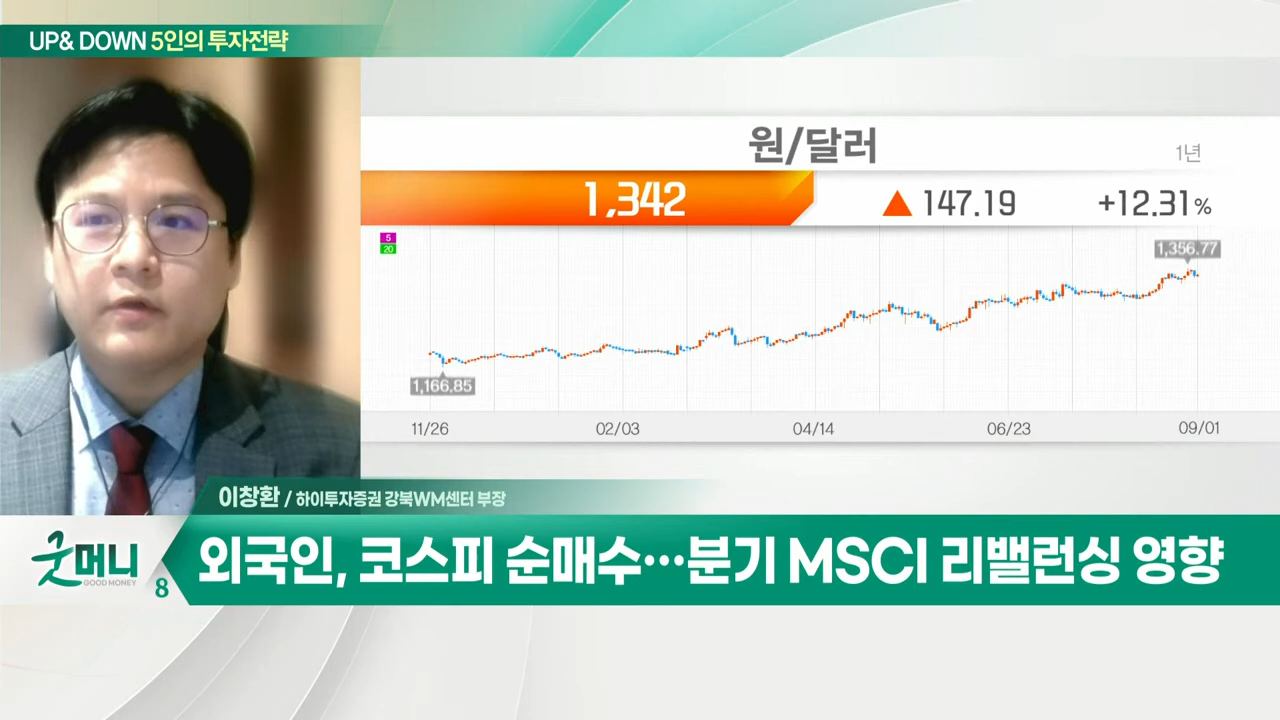 UP& DOWN 5인의 투자전략
원/달러
1년
1,342
▲ 147.19
+12.31%
5
20
1,356.77
1,166.85
11/26
02/03
04/14
06/23
09/01
이창환 / 하이투자증권 강북WM센터 부장
굿머니
GOOD MONEY
8
외국인, 코스피 순매수…분기 MSCI 리밸런싱 영향